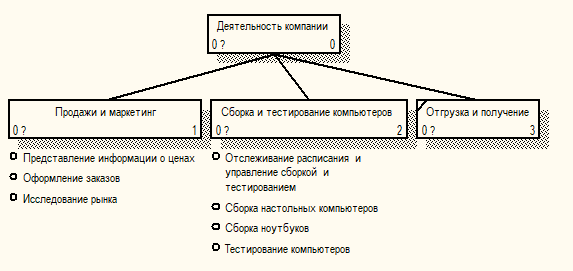 Деятельность компании
0 ? 0
Продажи и маркетинг
0 ? 1
Сборка и тестирование компьютеров
0 ? 2
Отгрузка и получение
0 ? 3
Представление информации о ценах
Оформление заказов
Исследование рынка
Отслеживание расписания и
управление сборкой и
тестированием
Сборка настольных компьютеров
Сборка ноутбуков
Тестирование компьютеров